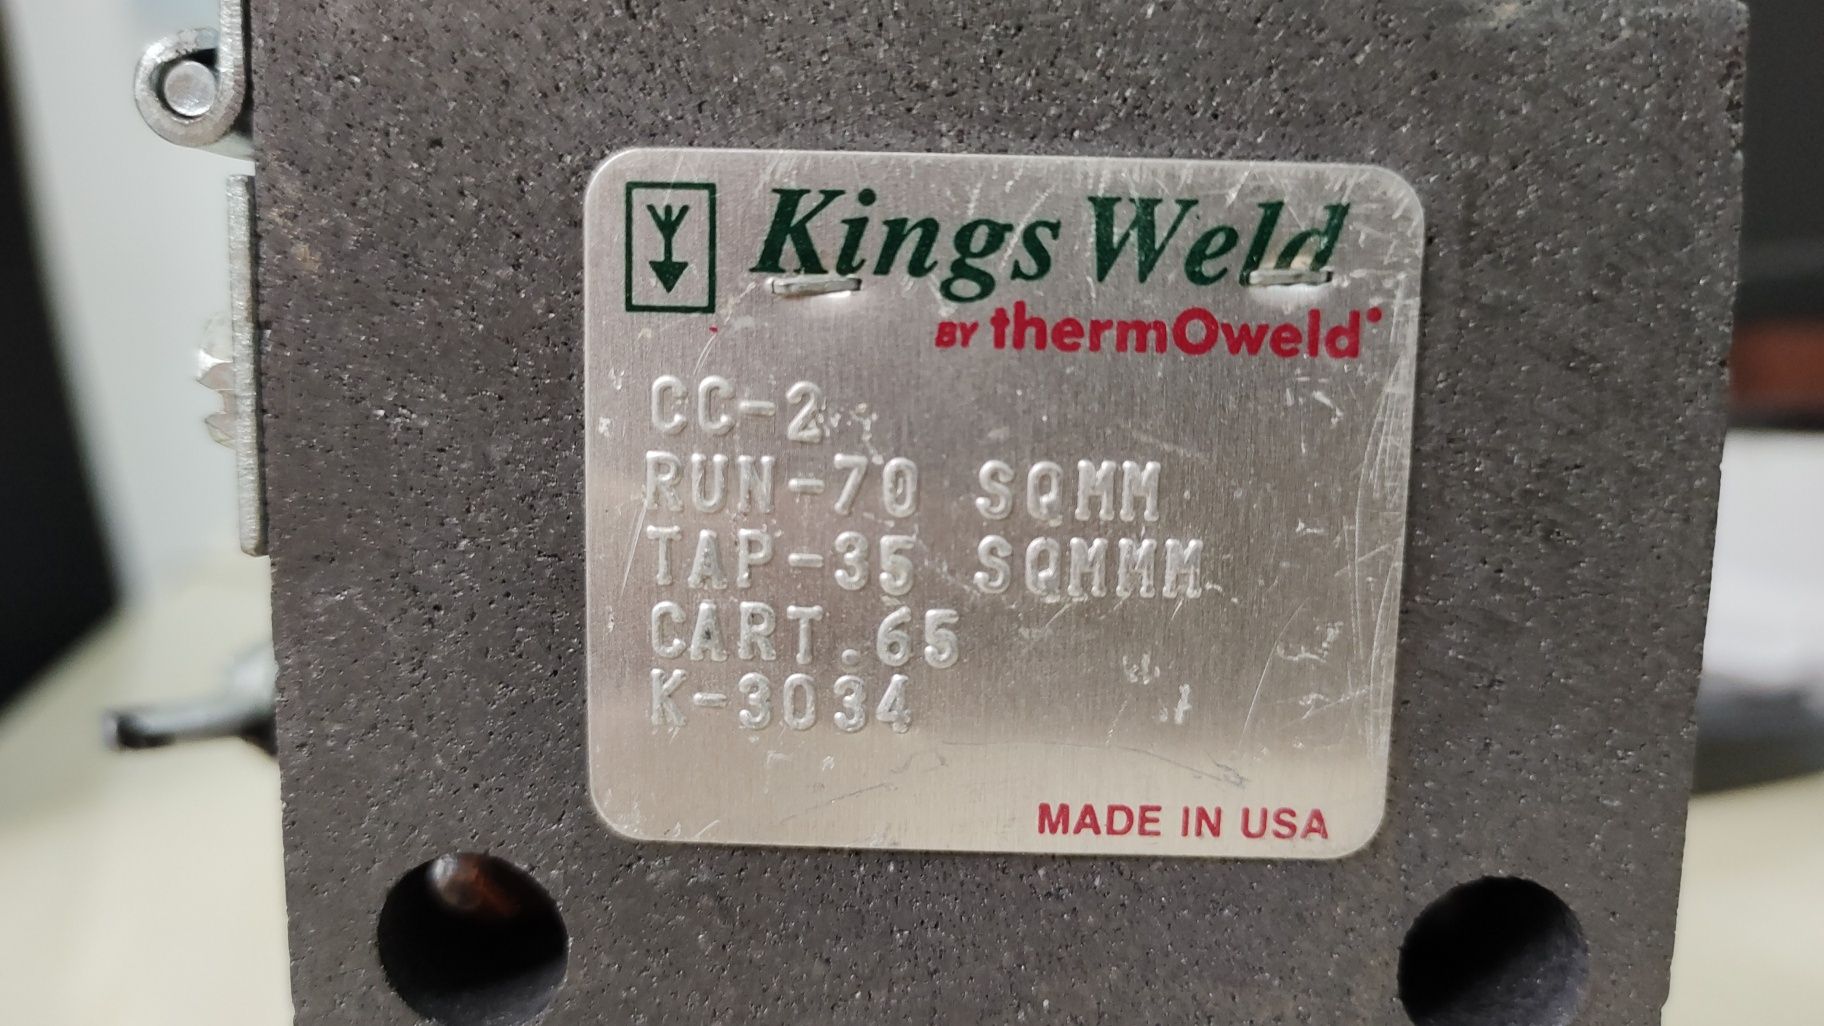 Kings Weld
BY thermOweld
CC-2
RUN-70 SQMM
TAP-35 SQMMM
CART.65
K-3034
MADE IN USA